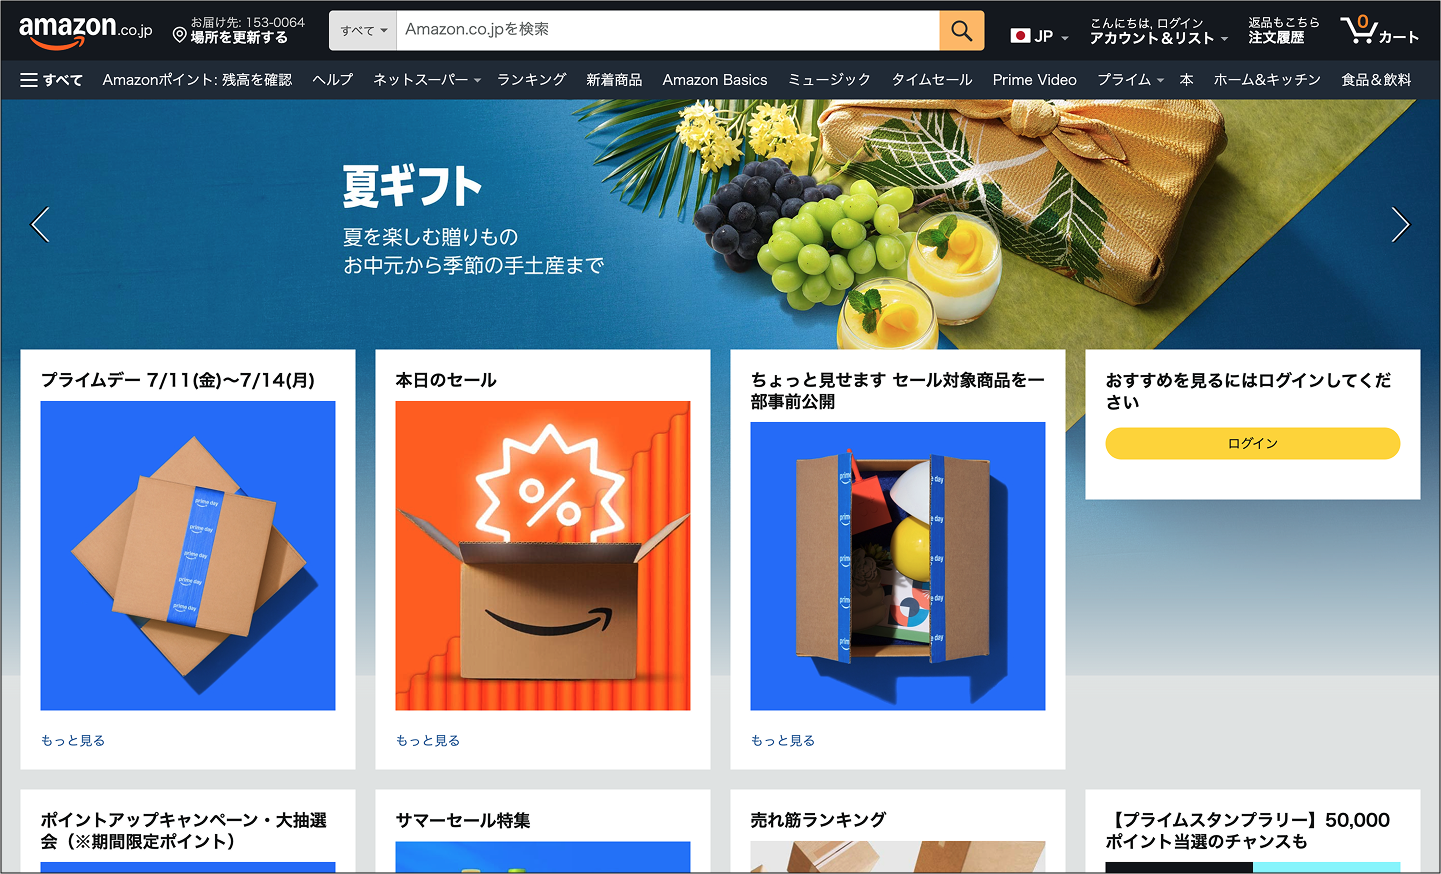 amazon.co.jp
お届け先: 153-0064
場所を更新する
すべて
Amazon.co.jpを検索
JP
こんにちは, ログイン
アカウント＆リスト
返品もこちら
注文履歴
0
カート
すべて
Amazonポイント: 残高を確認
ヘルプ
ネットスーパー
ランキング
新着商品
Amazon Basics
ミュージック
タイムセール
Prime Video
プライム
本
ホーム&キッチン
食品＆飲料
夏ギフト
夏を楽しむ贈りもの
お中元から季節の手土産まで
プライムデー 7/11(金)〜7/14(月)
prime day
prime day
prime day
prime day
prime day
もっと見る
本日のセール
%
もっと見る
ちょっと見せます セール対象商品を一
部事前公開
もっと見る
おすすめを見るにはログインしてくだ
さい
ログイン
ポイントアップキャンペーン・大抽選
会（※期間限定ポイント）
サマーセール特集
売れ筋ランキング
【プライムスタンプラリー】50,000
ポイント当選のチャンスも